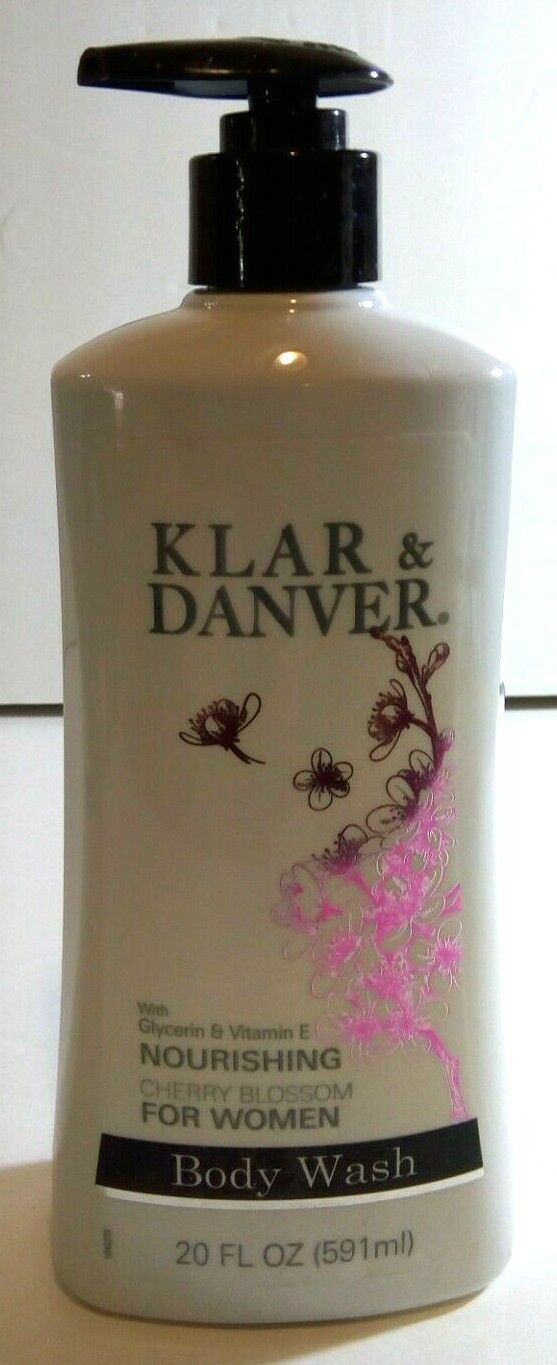 KLAR &
DANVER®
With
Glycerin & Vitamin E
NOURISHING
CHERRY BLOSSOM
FOR WOMEN
Body Wash
20 FL OZ (591ml)